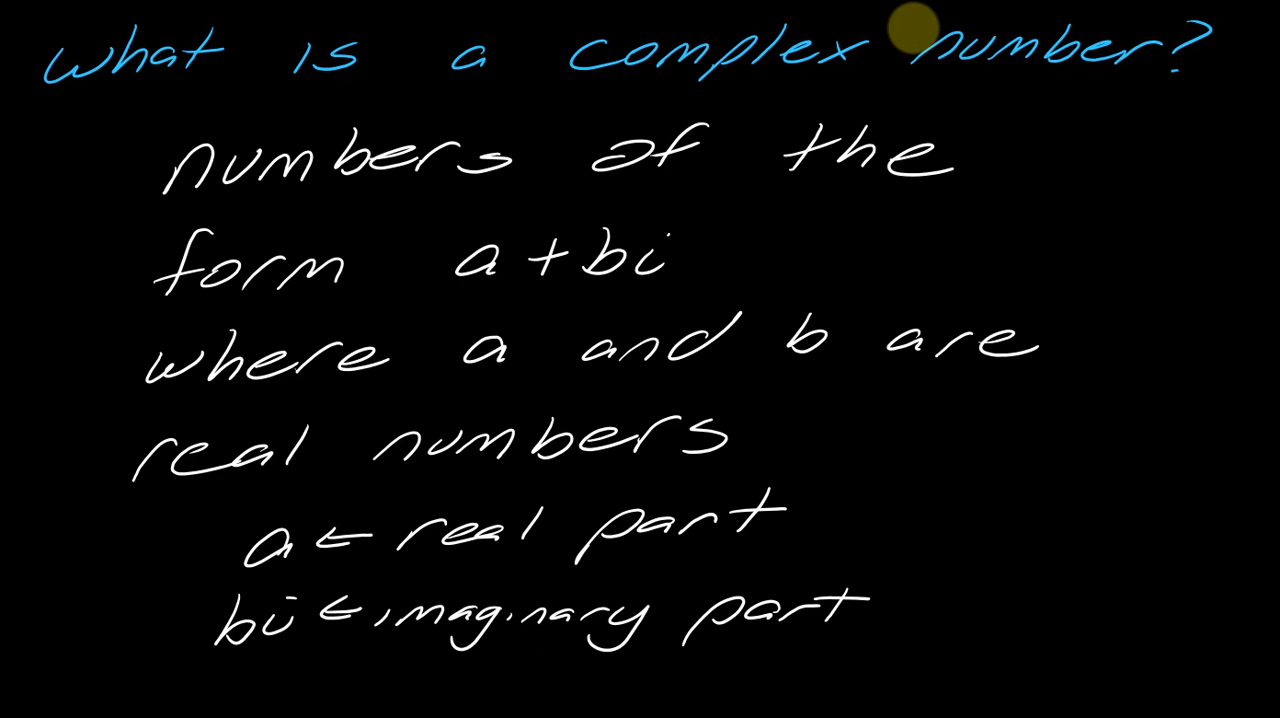 what is a complex number?
numbers of the
form a + bi
where a and b are
real numbers
a ← real part
bi ← imaginary part